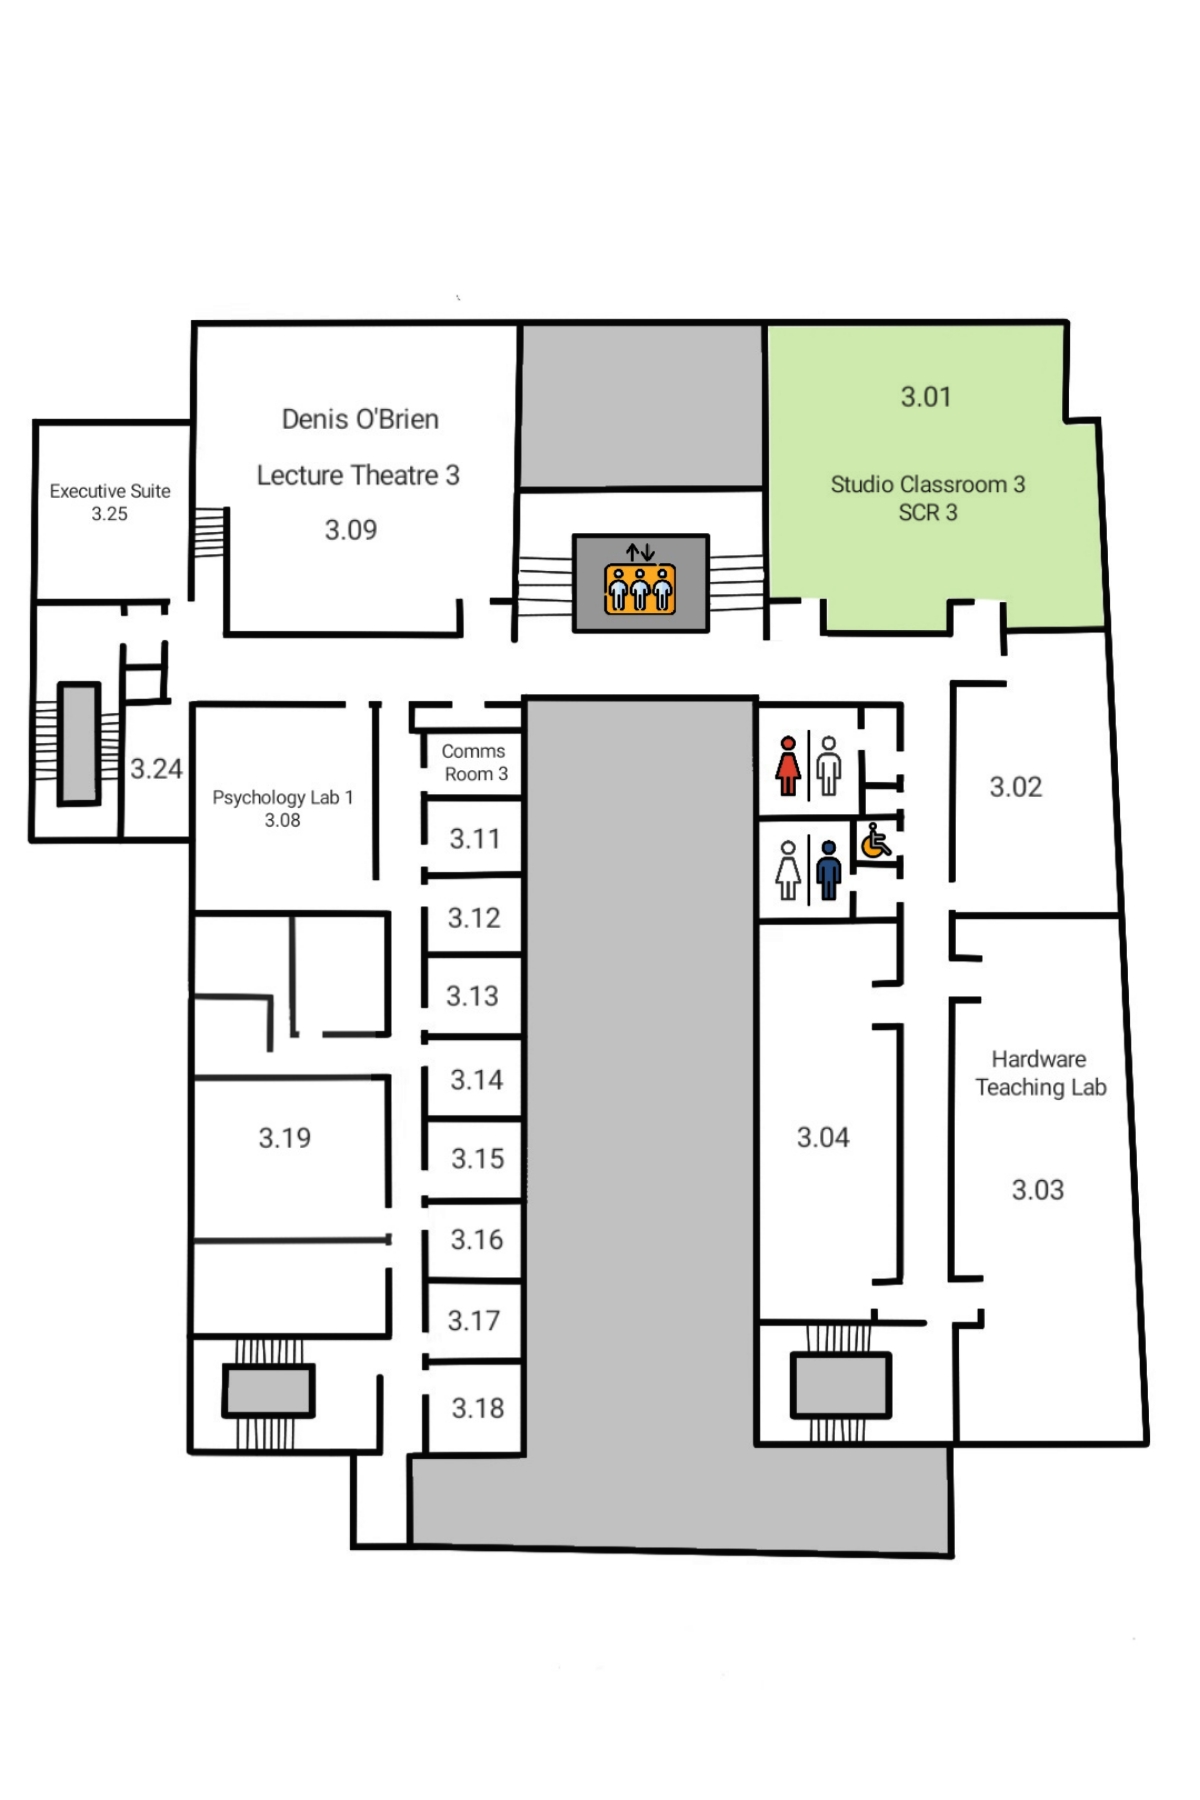 3.01
Denis O'Brien
Lecture Theatre 3
3.09
Studio Classroom 3
SCR 3
Executive Suite
3.25
Comms
Room 3
3.24
Psychology Lab 1
3.08
3.02
3.11
3.12
3.13
3.14
3.15
3.16
3.17
3.18
3.19
3.04
Hardware
Teaching Lab
3.03